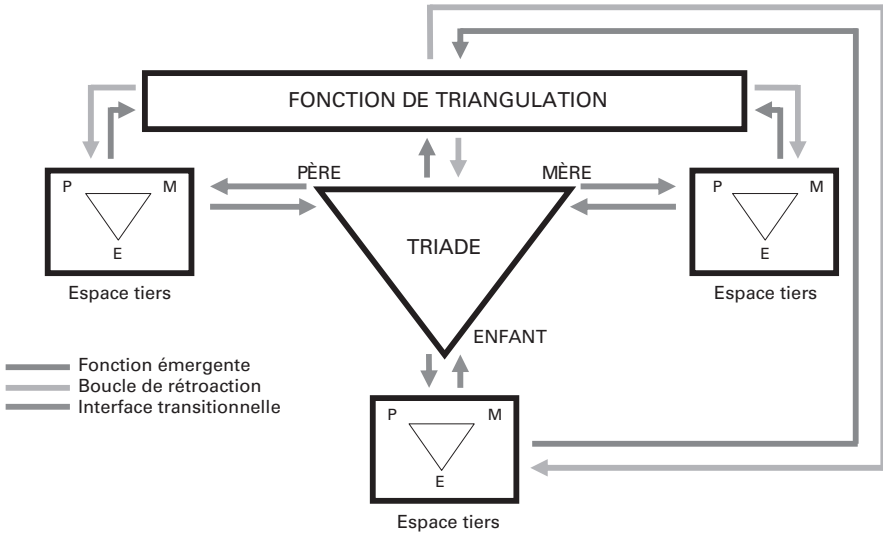 FONCTION DE TRIANGULATION
PÈRE
MÈRE
P
M
E
Espace tiers
TRIADE
P
M
E
Espace tiers
ENFANT
Fonction émergente
Boucle de rétroaction
Interface transitionnelle
P
M
E
Espace tiers